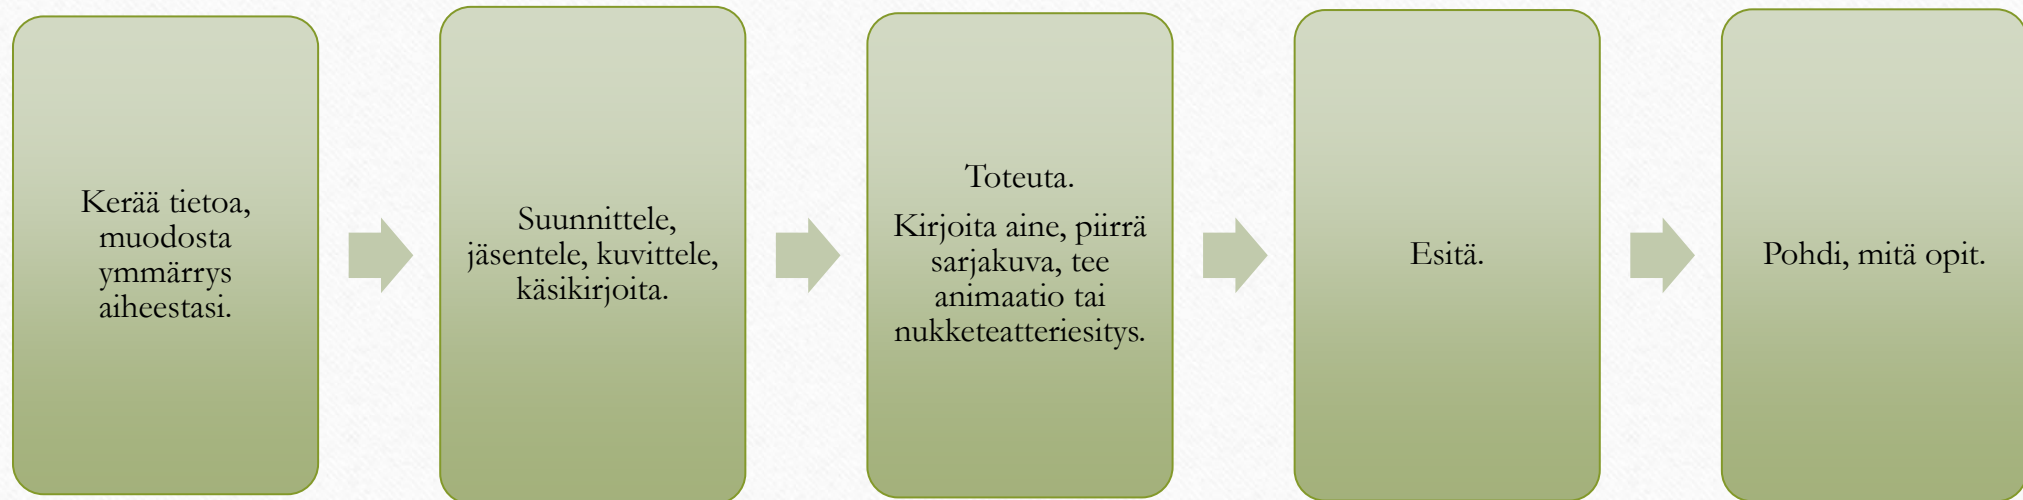 Kerää tietoa,
muodosta
ymmärrys
aiheestasi.
Suunnittele,
jäsentele, kuvittele,
käsikirjoita.
Toteuta.
Kirjoita aine, piirrä
sarjakuva, tee
animaatio tai
nukketeatteriesitys.
Esitä.
Pohdi, mitä opit.